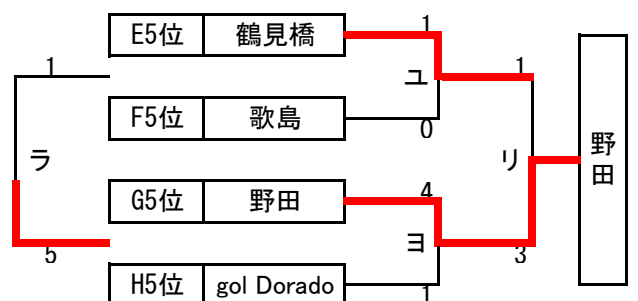 E5位 鶴見橋 1
1 ユ 1
F5位 歌島 0
ラ リ 野田
G5位 野田 4
5 ヨ 3
H5位 gol Dorado 1